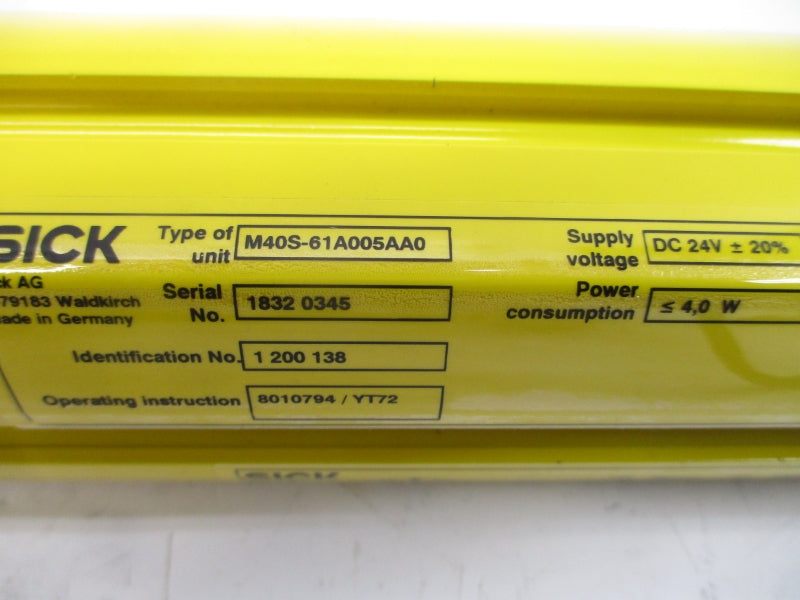 SICK
Type of unit M40S-61A005AA0
Supply voltage DC 24V ± 20%
ck AG
79183 Waldkirch
ade in Germany
Serial No. 1832 0345
Power consumption ≤ 4,0 W
Identification No. 1 200 138
Operating instruction 8010794 / YT72
SICK